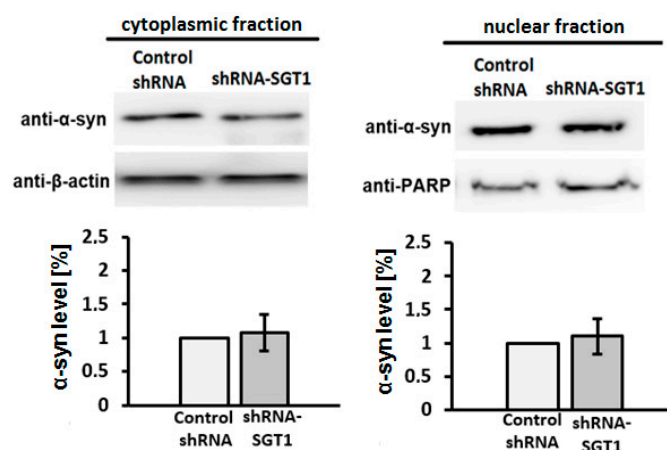 cytoplasmic fraction
Control
shRNA
shRNA-SGT1
anti-α-syn
anti-β-actin
α-syn level [%]
2.5
2
1.5
1
0.5
0
Control
shRNA
shRNA-
SGT1
nuclear fraction
Control
shRNA
shRNA-SGT1
anti-α-syn
anti-PARP
α-syn level [%]
2.5
2
1.5
1
0.5
0
Control
shRNA
shRNA-
SGT1